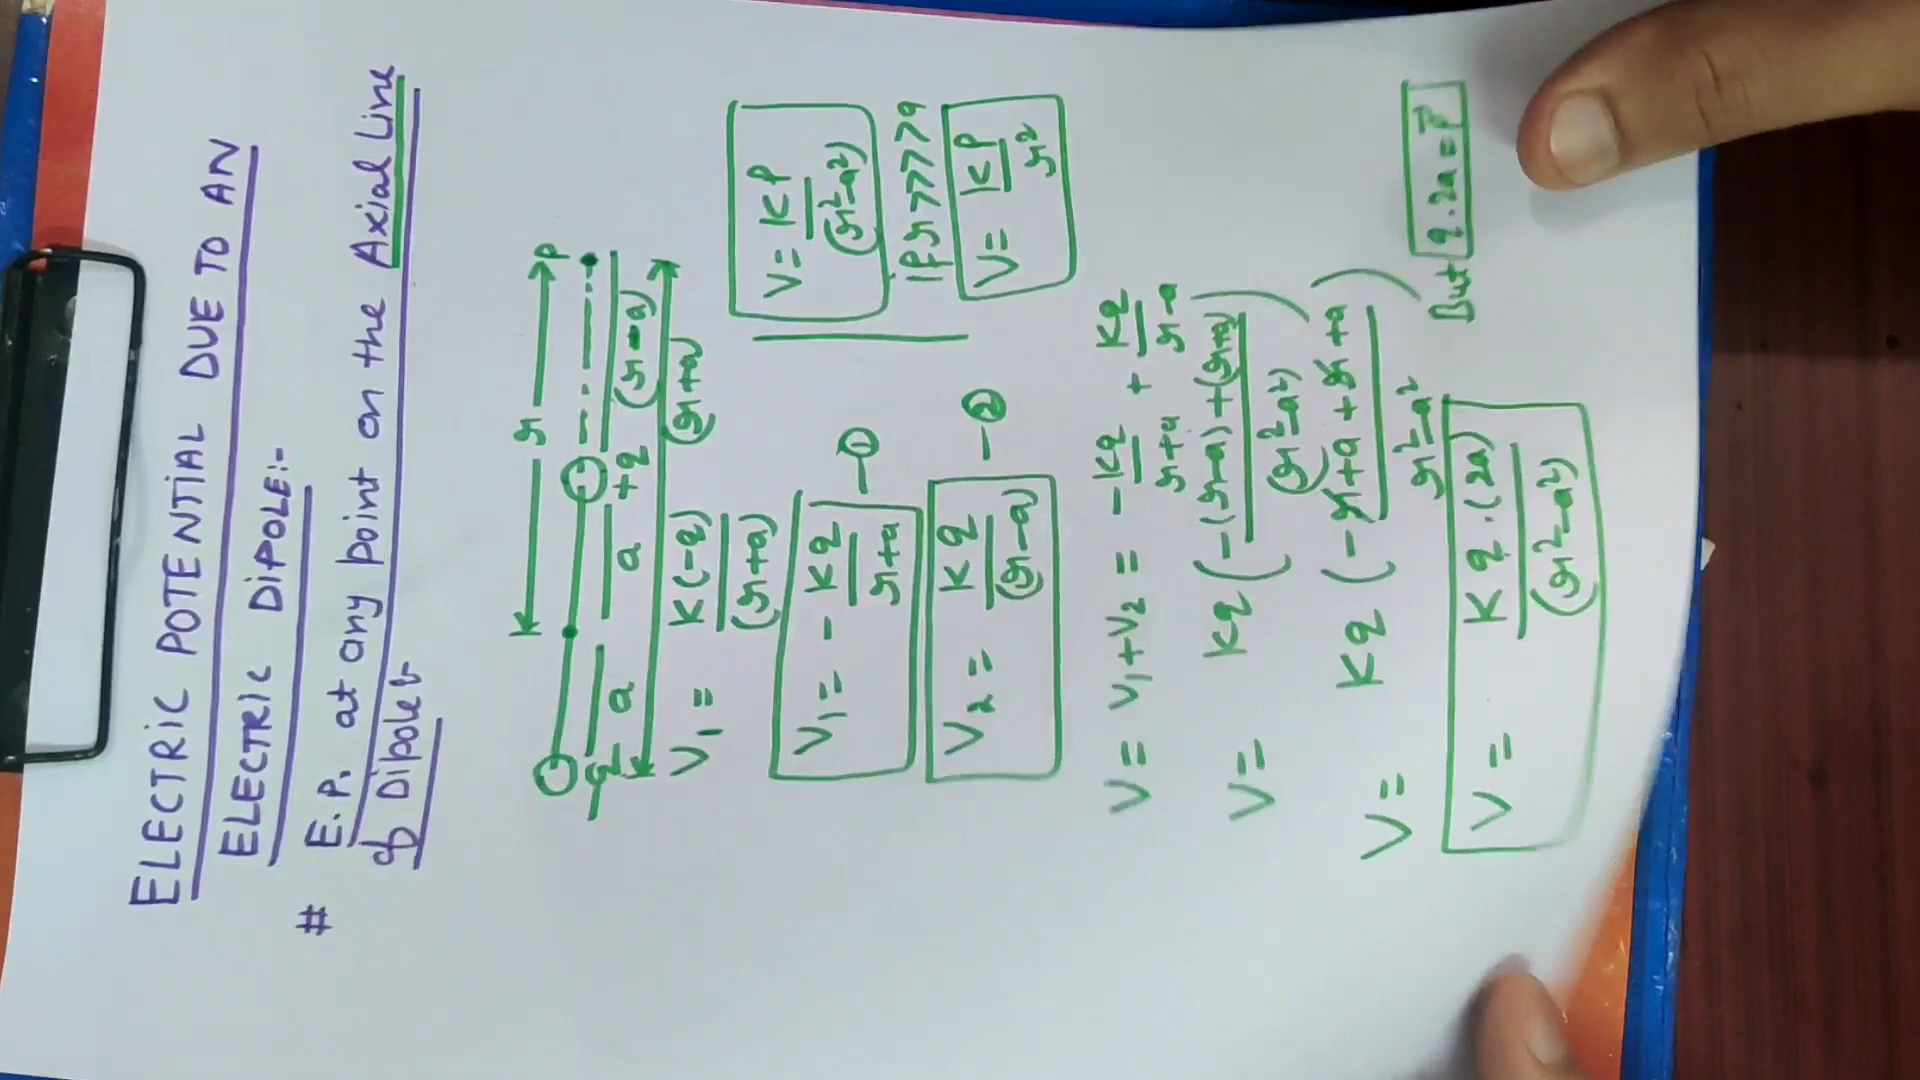 ELECTRIC POTENTIAL DUE TO AN
ELECTRIC DIPOLE:-
# E.P. at any point on the Axial Line
of Dipole :-
K r P
-q a a +q (r-a)
(r+a)
V₁ = K(-q)/(r+a)
V₁ = - Kq/r+a -①
V₂ = Kq/(r-a) -②
V = KP/(r²-a²)
If r >>>> a
V = KP/r²
V = V₁+V₂ = -Kq/r+a + Kq/r-a
V = Kq (-(r-a)+(r+a)/(r²-a²))
V = Kq (-r+a+r+a/r²-a²)
V = Kq.(2a)/(r²-a²)
But q.2a = P⃗